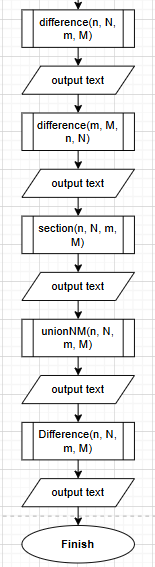 difference(n, N,
m, M)
output text
difference(m, M,
n, N)
output text
section(n, N, m,
M)
output text
unionNM(n, N,
m, M)
output text
Difference(n, N,
m, M)
output text
Finish